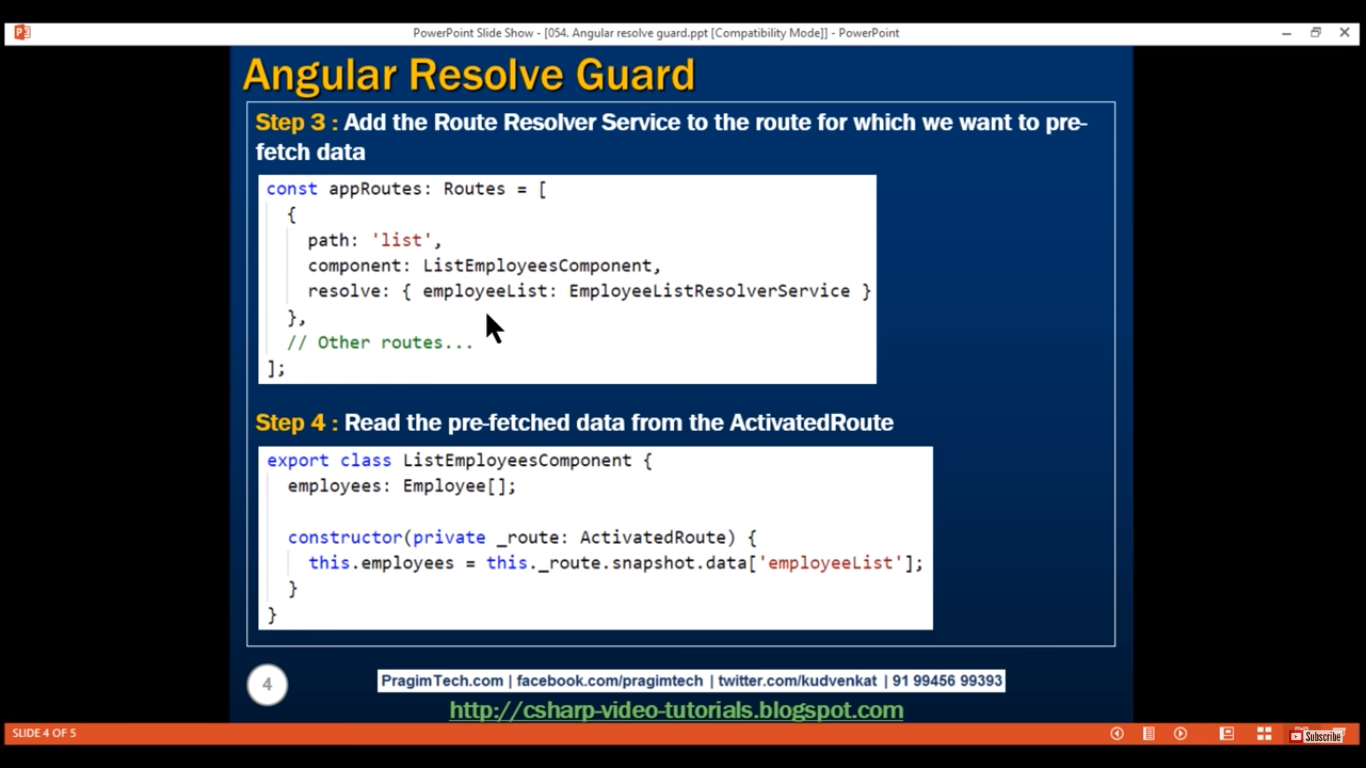 PowerPoint Slide Show - [054. Angular resolve guard.ppt [Compatibility Mode]] - PowerPoint
Angular Resolve Guard
Step 3 : Add the Route Resolver Service to the route for which we want to pre-
fetch data
const appRoutes: Routes = [
{
path: 'list',
component: ListEmployeesComponent,
resolve: { employeeList: EmployeeListResolverService }
},
// Other routes...
];
Step 4 : Read the pre-fetched data from the ActivatedRoute
export class ListEmployeesComponent {
employees: Employee[];
constructor(private _route: ActivatedRoute) {
this.employees = this._route.snapshot.data['employeeList'];
}
}
4
PragimTech.com | facebook.com/pragimtech | twitter.com/kudvenkat | 91 99456 99393
http://csharp-video-tutorials.blogspot.com
SLIDE 4 OF 5
Subscribe